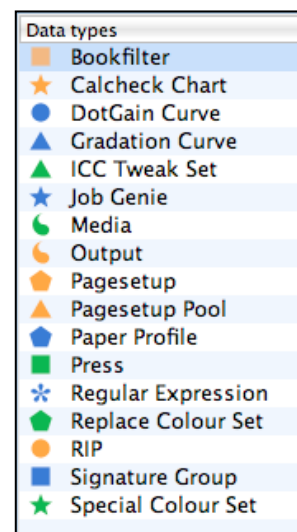 Data types
Bookfilter
Calcheck Chart
DotGain Curve
Gradation Curve
ICC Tweak Set
Job Genie
Media
Output
Pagesetup
Pagesetup Pool
Paper Profile
Press
Regular Expression
Replace Colour Set
RIP
Signature Group
Special Colour Set